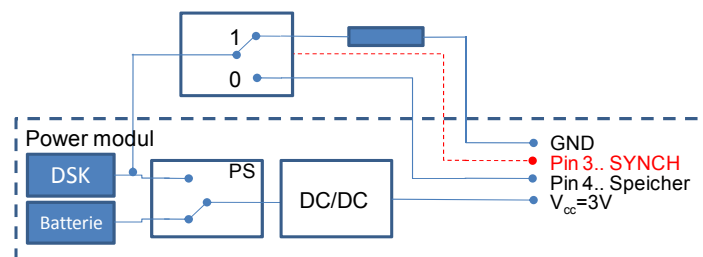 1
0
Power modul
DSK
Batterie
PS
DC/DC
GND
Pin 3.. SYNCH
Pin 4.. Speicher
Vcc=3V